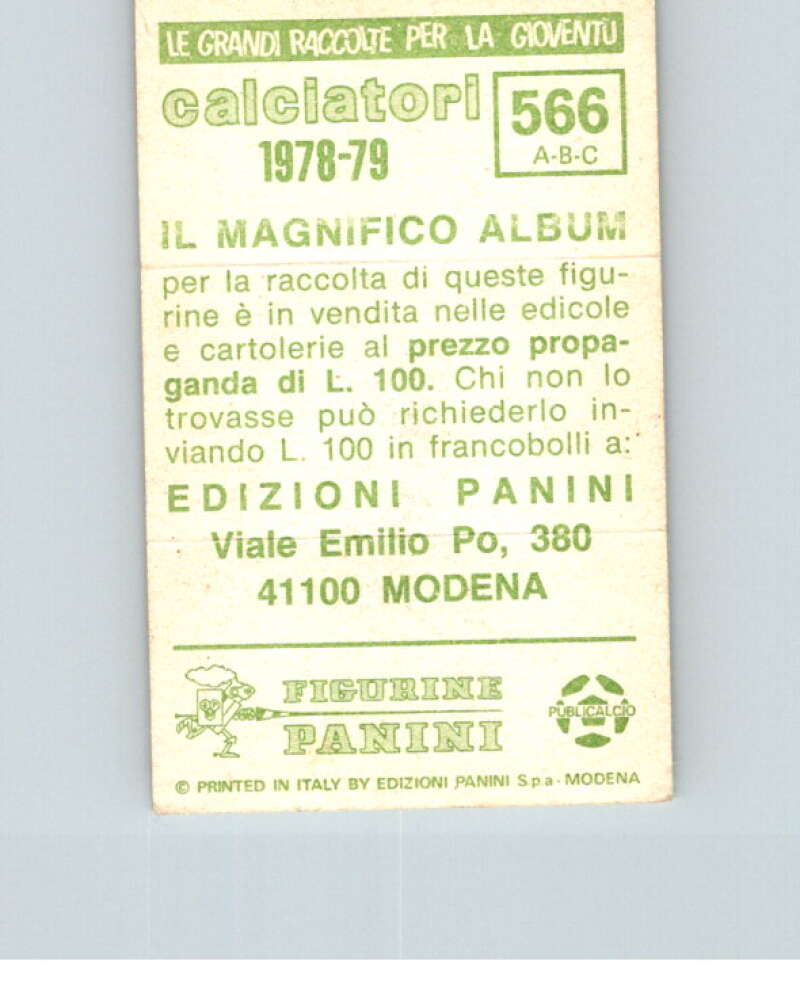 LE GRANDI RACCOLTE PER LA GIOVENTÙ
calciatori
1978-79
566
A-B-C
IL MAGNIFICO ALBUM
per la raccolta di queste figu-
rine è in vendita nelle edicole
e cartolerie al prezzo propa-
ganda di L. 100. Chi non lo
trovasse può richiederlo in-
viando L. 100 in francobolli a:
EDIZIONI PANINI
Viale Emilio Po, 380
41100 MODENA
FIGURINE
PANINI
PUBLICALCIO
© PRINTED IN ITALY BY EDIZIONI PANINI S.p.a - MODENA